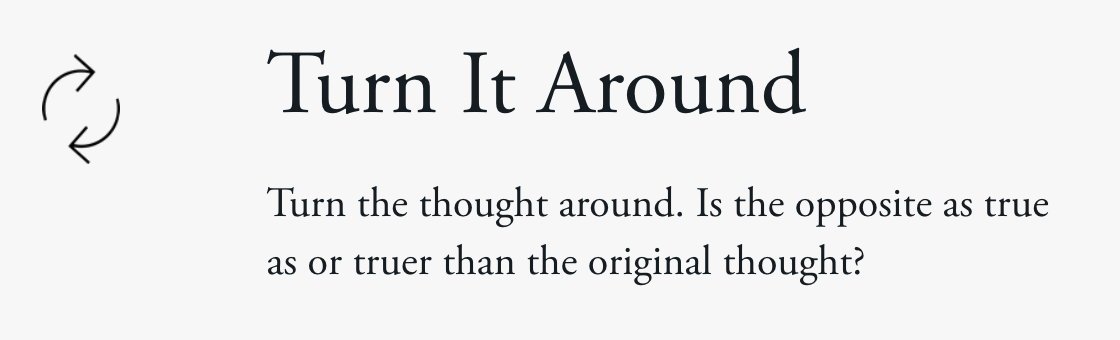 Turn It Around
Turn the thought around. Is the opposite as true
as or truer than the original thought?